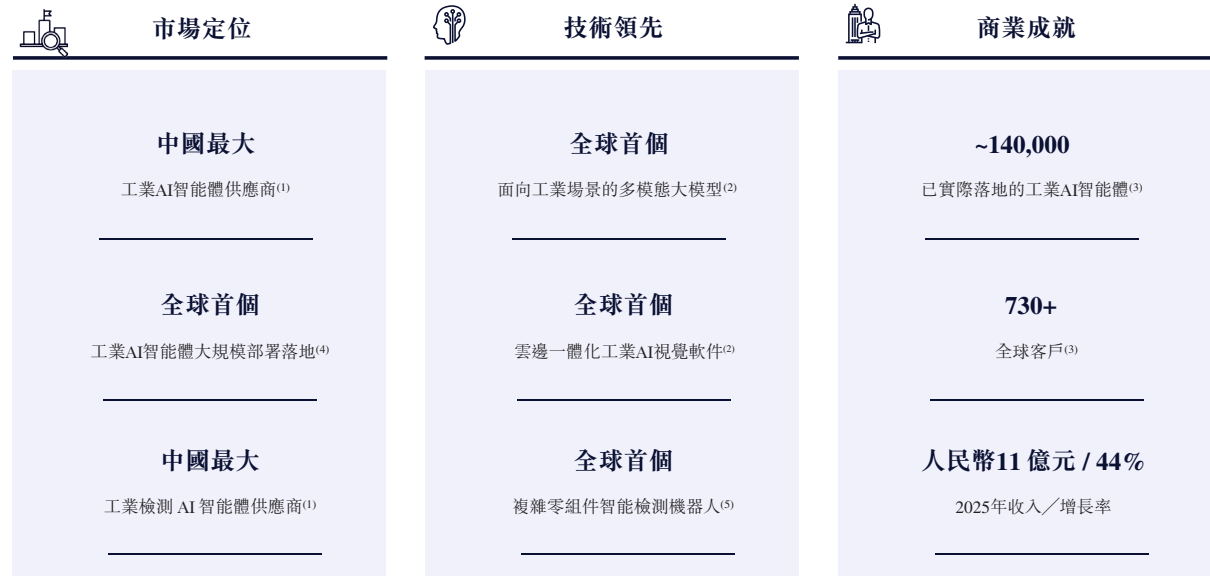 市場定位
中國最大
工業AI智能體供應商(1)
全球首個
工業AI智能體大規模部署落地(4)
中國最大
工業檢測 AI 智能體供應商(1)
技術領先
全球首個
面向工業場景的多模態大模型(2)
全球首個
雲邊一體化工業AI視覺軟件(2)
全球首個
複雜零組件智能檢測機器人(5)
商業成就
~140,000
已實際落地的工業AI智能體(3)
730+
全球客戶(3)
人民幣11 億元 / 44%
2025年收入／增長率